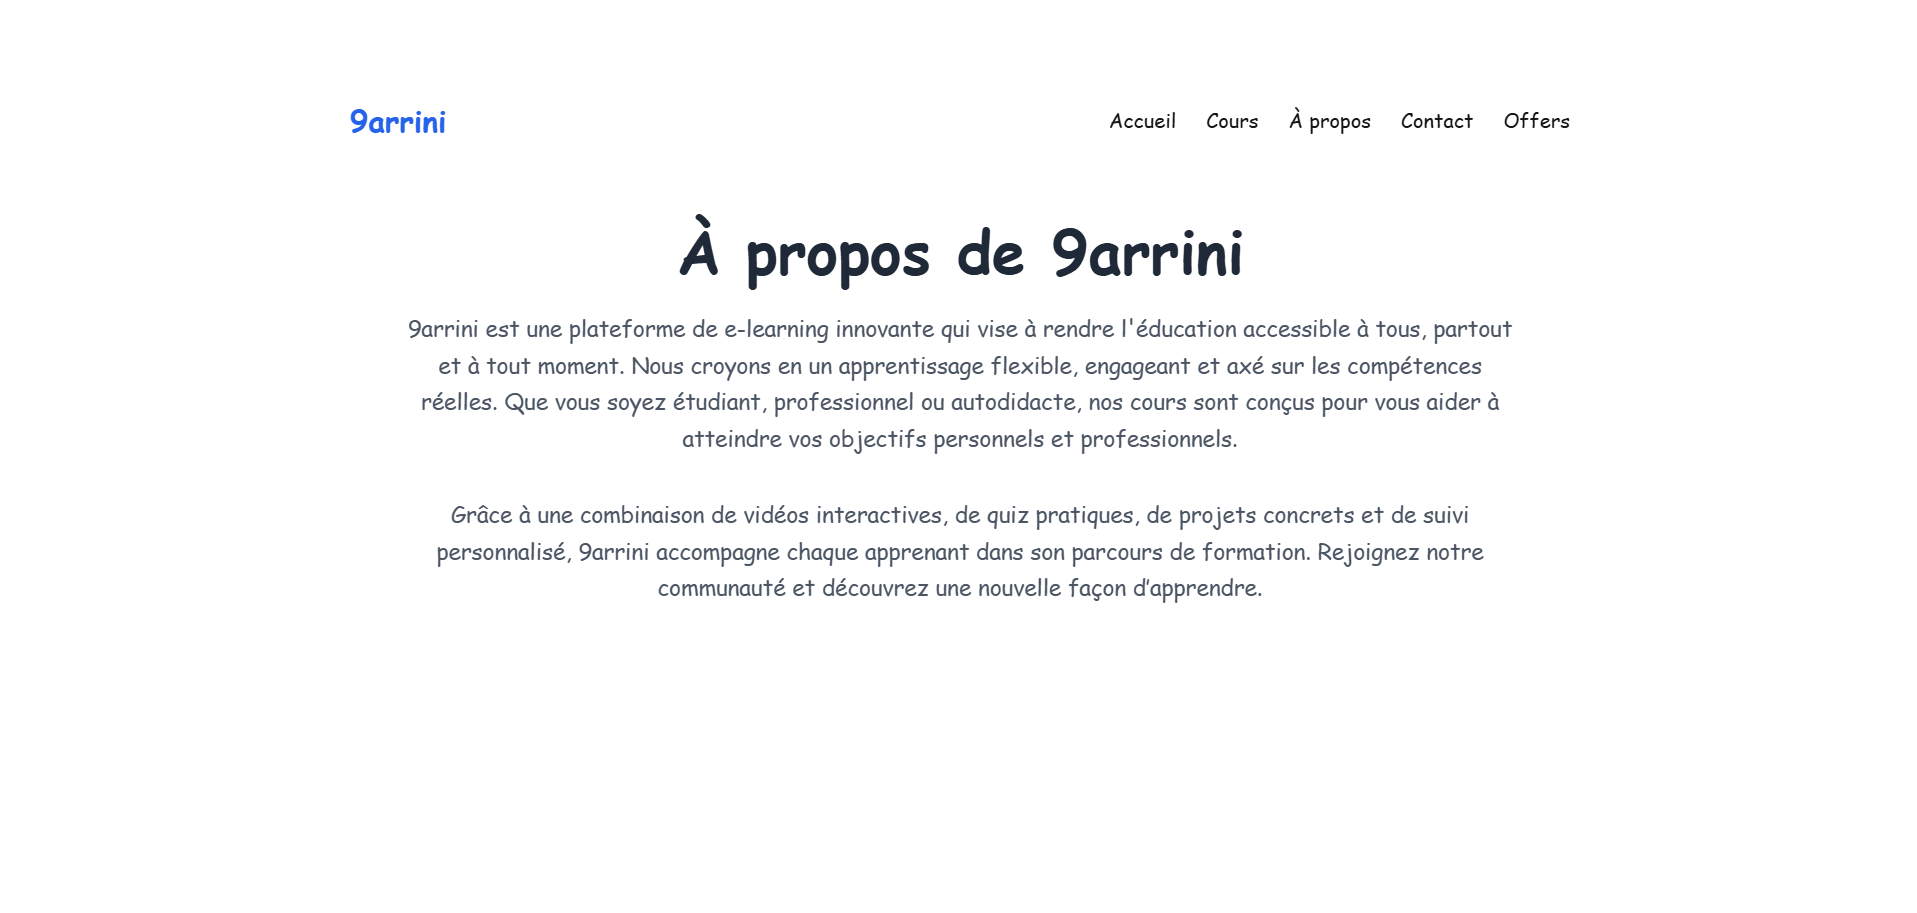 9arrini
Accueil Cours À propos Contact Offers
À propos de 9arrini
9arrini est une plateforme de e-learning innovante qui vise à rendre l'éducation accessible à tous, partout
et à tout moment. Nous croyons en un apprentissage flexible, engageant et axé sur les compétences
réelles. Que vous soyez étudiant, professionnel ou autodidacte, nos cours sont conçus pour vous aider à
atteindre vos objectifs personnels et professionnels.
Grâce à une combinaison de vidéos interactives, de quiz pratiques, de projets concrets et de suivi
personnalisé, 9arrini accompagne chaque apprenant dans son parcours de formation. Rejoignez notre
communauté et découvrez une nouvelle façon d’apprendre.